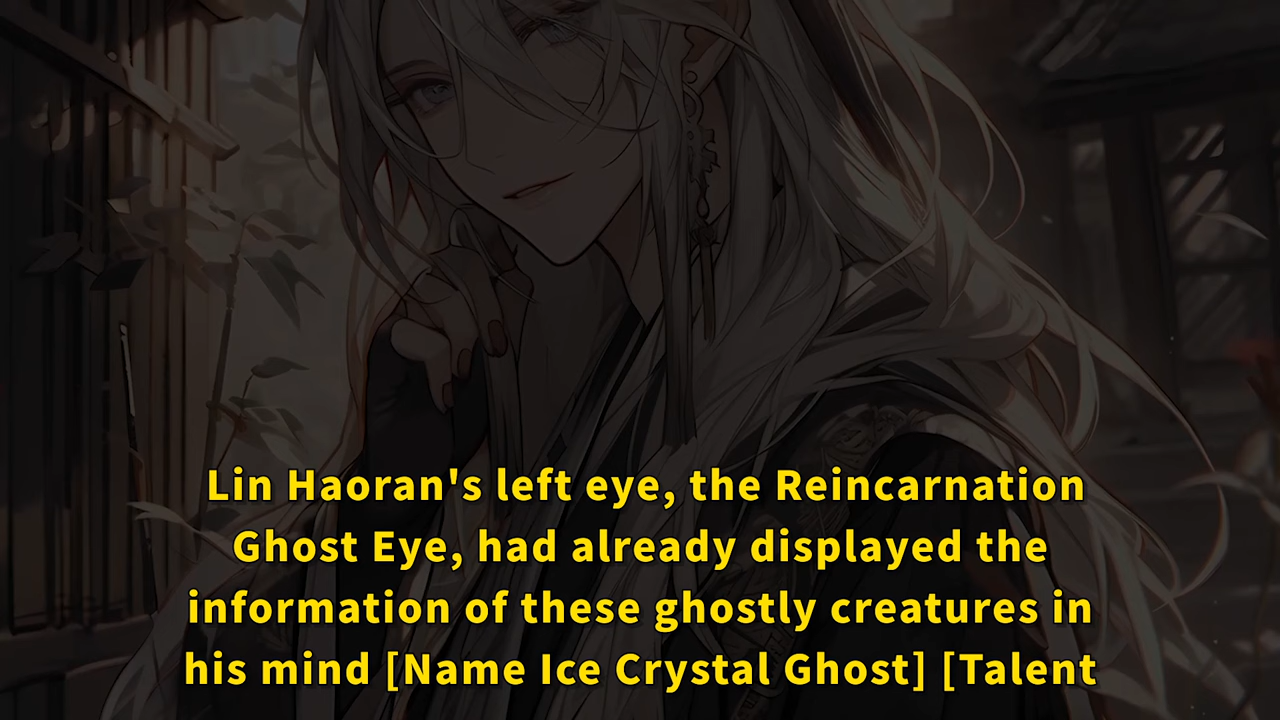 Lin Haoran's left eye, the Reincarnation
Ghost Eye, had already displayed the
information of these ghostly creatures in
his mind [Name Ice Crystal Ghost] [Talent